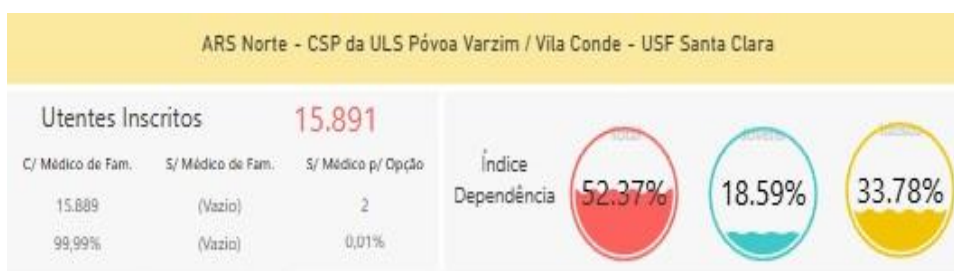 ARS Norte - CSP da ULS Póvoa Varzim / Vila Conde - USF Santa Clara
Utentes Inscritos 15.891
C/ Médico de Fam. S/ Médico de Fam. S/ Médico p/ Opção
15.889 (Vazio) 2
99,99% (Vazio) 0,01%
Índice
Dependência
Total
52.37%
18.59%
33.78%